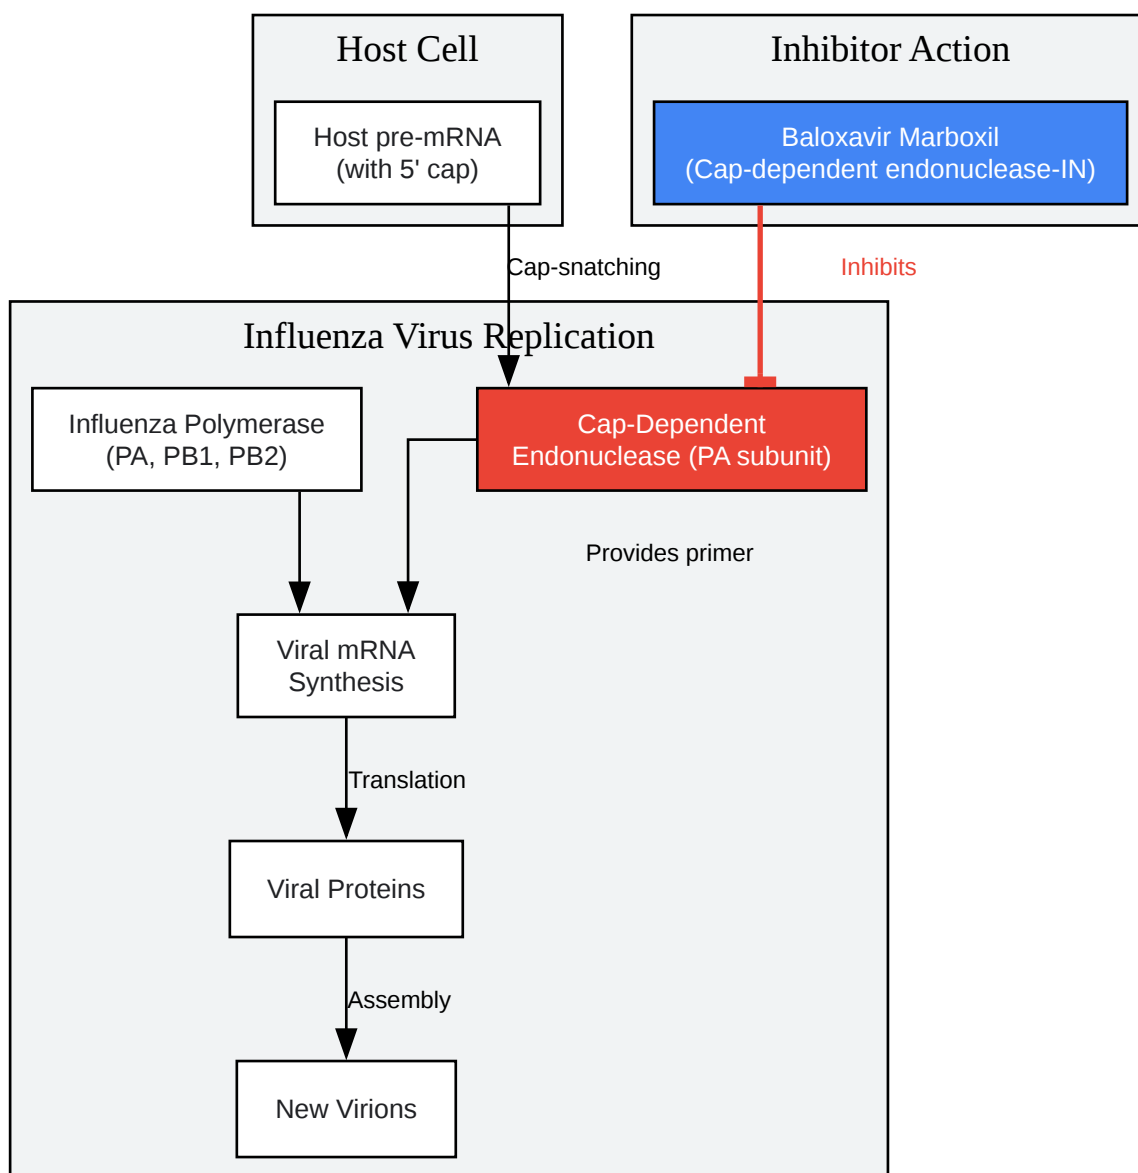 Host Cell
Inhibitor Action
Host pre-mRNA
(with 5' cap)
Baloxavir Marboxil
(Cap-dependent endonuclease-IN)
Cap-snatching
Inhibits
Influenza Virus Replication
Influenza Polymerase
(PA, PB1, PB2)
Cap-Dependent
Endonuclease (PA subunit)
Provides primer
Viral mRNA
Synthesis
Translation
Viral Proteins
Assembly
New Virions